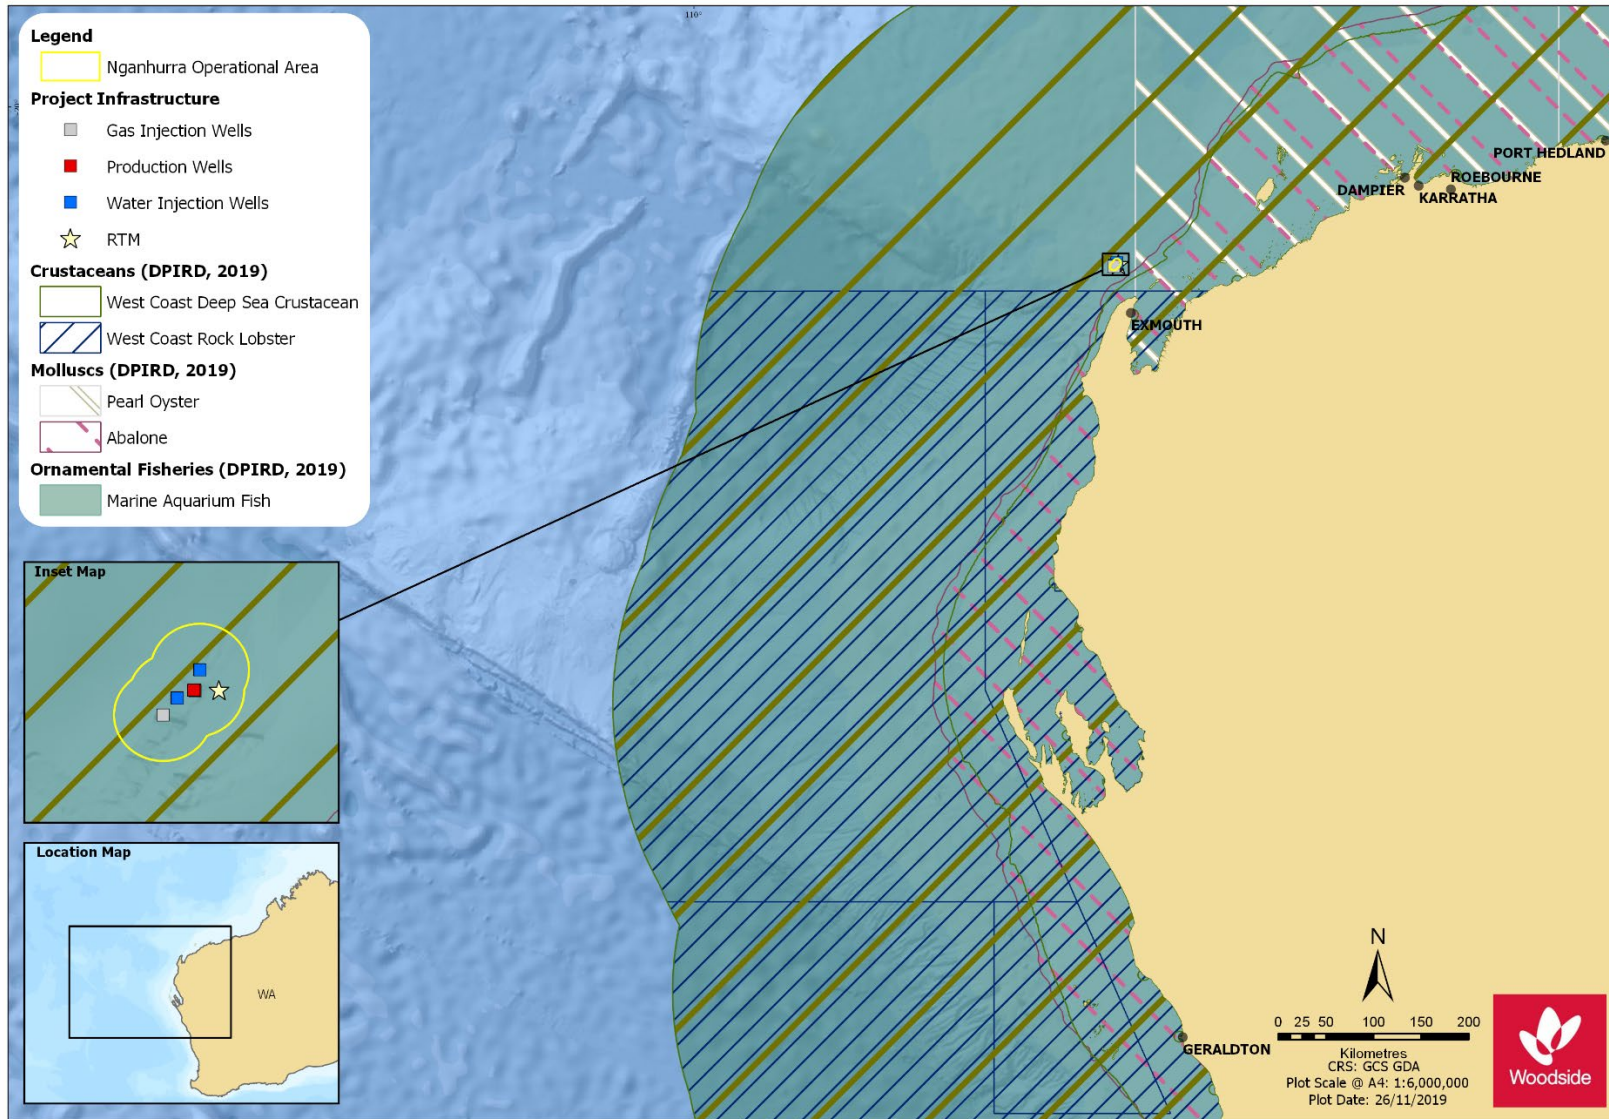 110°
20°
Legend
Nganhurra Operational Area
Project Infrastructure
Gas Injection Wells
Production Wells
Water Injection Wells
RTM
Crustaceans (DPIRD, 2019)
West Coast Deep Sea Crustacean
West Coast Rock Lobster
Molluscs (DPIRD, 2019)
Pearl Oyster
Abalone
Ornamental Fisheries (DPIRD, 2019)
Marine Aquarium Fish
PORT HEDLAND
ROEBOURNE
DAMPIER
KARRATHA
EXMOUTH
GERALDTON
Inset Map
Location Map
WA
N
0 25 50 100 150 200
Kilometres
CRS: GCS GDA
Plot Scale @ A4: 1:6,000,000
Plot Date: 26/11/2019
Woodside